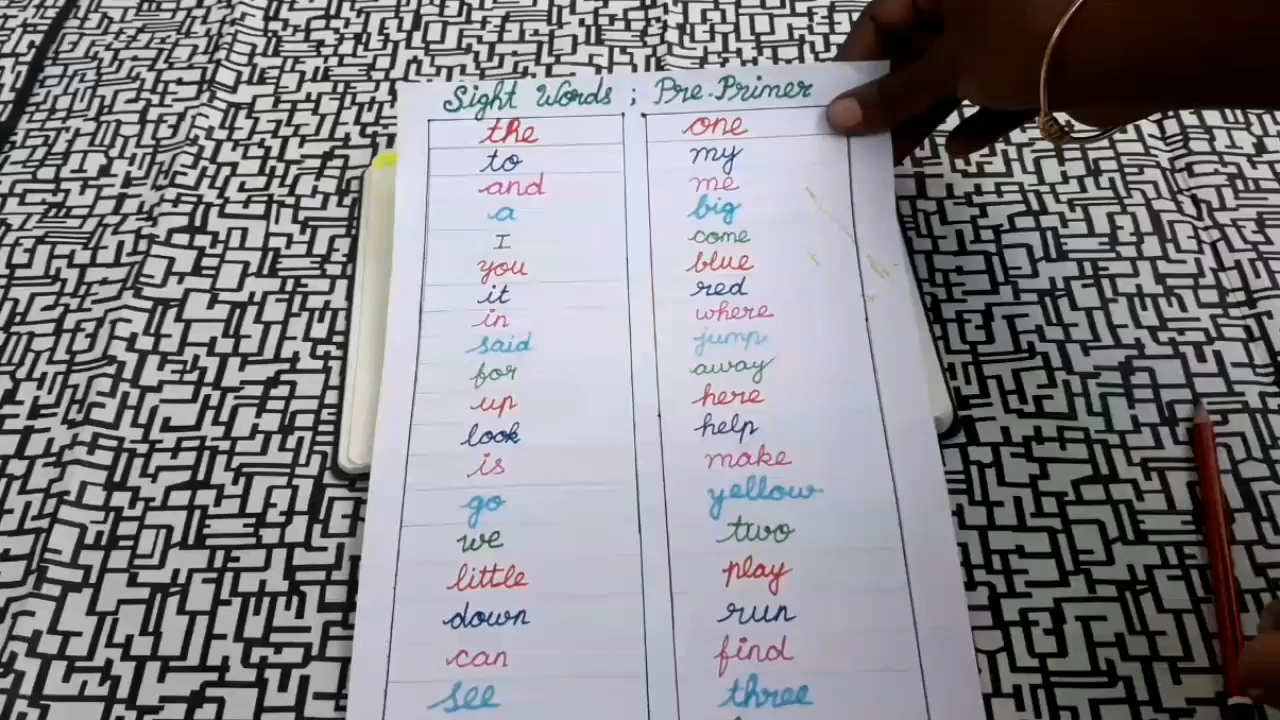 Sight Words ; Pre-Primer
the
to
and
a
I
you
it
in
said
for
up
look
is
go
we
little
down
can
see
one
my
me
big
come
blue
red
where
jump
away
here
help
make
yellow
two
play
run
find
three